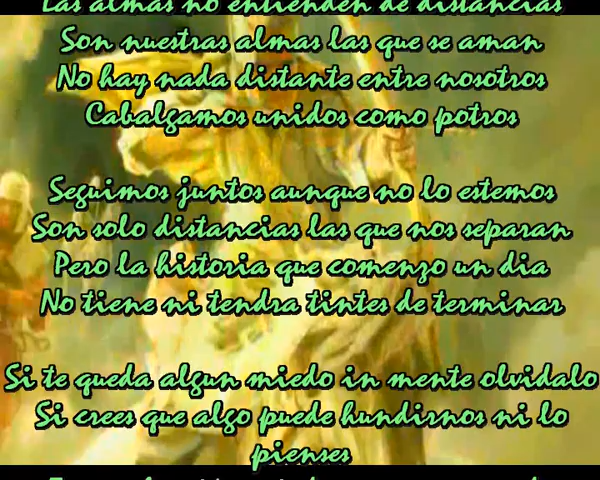 Las almas no entienden de distancias
Son nuestras almas las que se aman
No hay nada distante entre nosotros
Cabalgamos unidos como potros
Seguimos juntos aunque no lo estemos
Son solo distancias las que nos separan
Pero la historia que comenzo un dia
No tiene ni tendra tintes de terminar
Si te queda algun miedo in mente olvidalo
Si crees que algo puede hundirnos ni lo
pienses